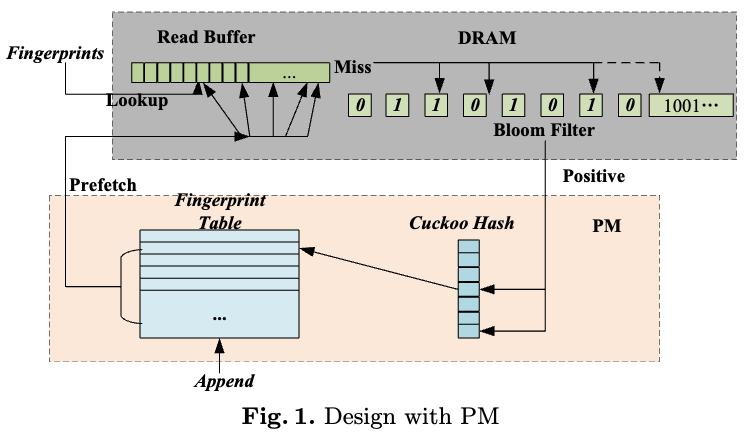 Read Buffer
DRAM
Fingerprints
...
Miss
Lookup
0 1 1 0 1 0 1 0 1001...
Bloom Filter
Prefetch
Positive
Fingerprint
Table
Cuckoo Hash
PM
...
Append
Fig. 1. Design with PM